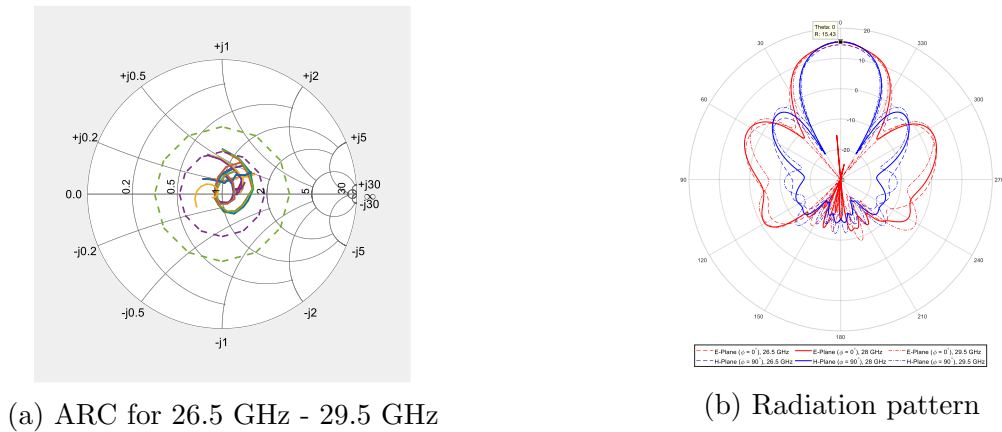 +j1
+j0.5
+j2
+j0.2
+j5
0.0
0.2
0.5
1
2
5
30
+j30
∞
-j30
-j0.2
-j5
-j0.5
-j2
-j1
(a) ARC for 26.5 GHz - 29.5 GHz
Theta: 0
R: 15.43
0
20
30
330
10
60
300
0
-10
-20
90
270
120
240
150
210
180
E-Plane (ϕ = 0°), 26.5 GHz E-Plane (ϕ = 0°), 28 GHz E-Plane (ϕ = 0°), 29.5 GHz
H-Plane (ϕ = 90°), 26.5 GHz H-Plane (ϕ = 90°), 28 GHz H-Plane (ϕ = 90°), 29.5 GHz
(b) Radiation pattern